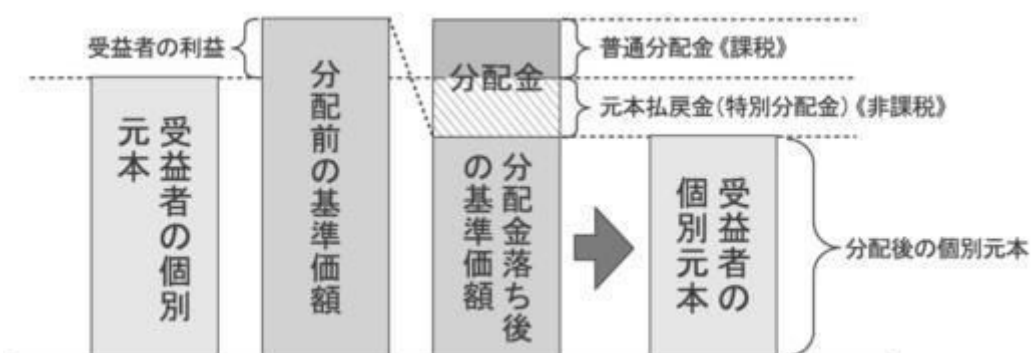 受益者の利益
受益者の個別
元本
分配前の基準価額
分配金
分配金落ち後
の基準価額
普通分配金《課税》
元本払戻金(特別分配金)《非課税》
受益者の
個別元本
分配後の個別元本